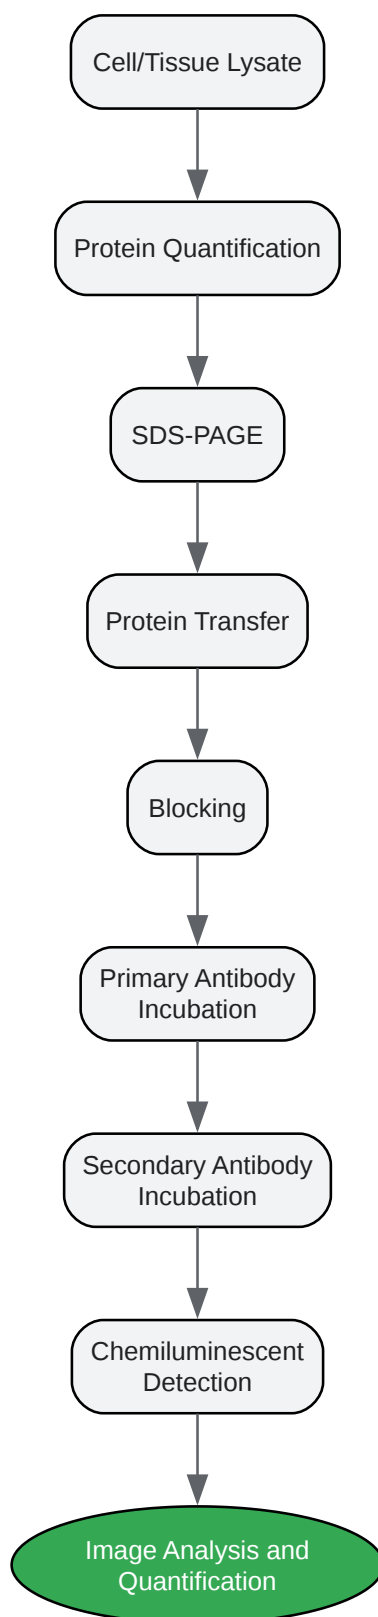 Cell/Tissue Lysate
Protein Quantification
SDS-PAGE
Protein Transfer
Blocking
Primary Antibody
Incubation
Secondary Antibody
Incubation
Chemiluminescent
Detection
Image Analysis and
Quantification